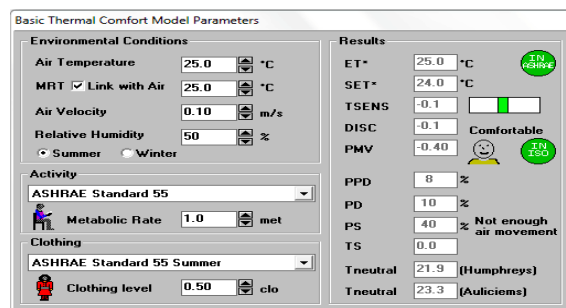 Basic Thermal Comfort Model Parameters
Environmental Conditions
Air Temperature 25.0 °C
MRT Link with Air 25.0 °C
Air Velocity 0.10 m/s
Relative Humidity 50 %
Summer Winter
Activity
ASHRAE Standard 55
Metabolic Rate 1.0 met
Clothing
ASHRAE Standard 55 Summer
Clothing level 0.50 clo
Results
ET* 25.0 °C
IN ASHRAE
SET* 24.0 °C
TSENS -0.1
DISC -0.1 Comfortable
PMV -0.40
IN ISO
PPD 8 %
PD 10 %
PS 40 % Not enough
air movement
TS 0.0
Tneutral 21.9 (Humphreys)
Tneutral 23.3 (Auliciems)